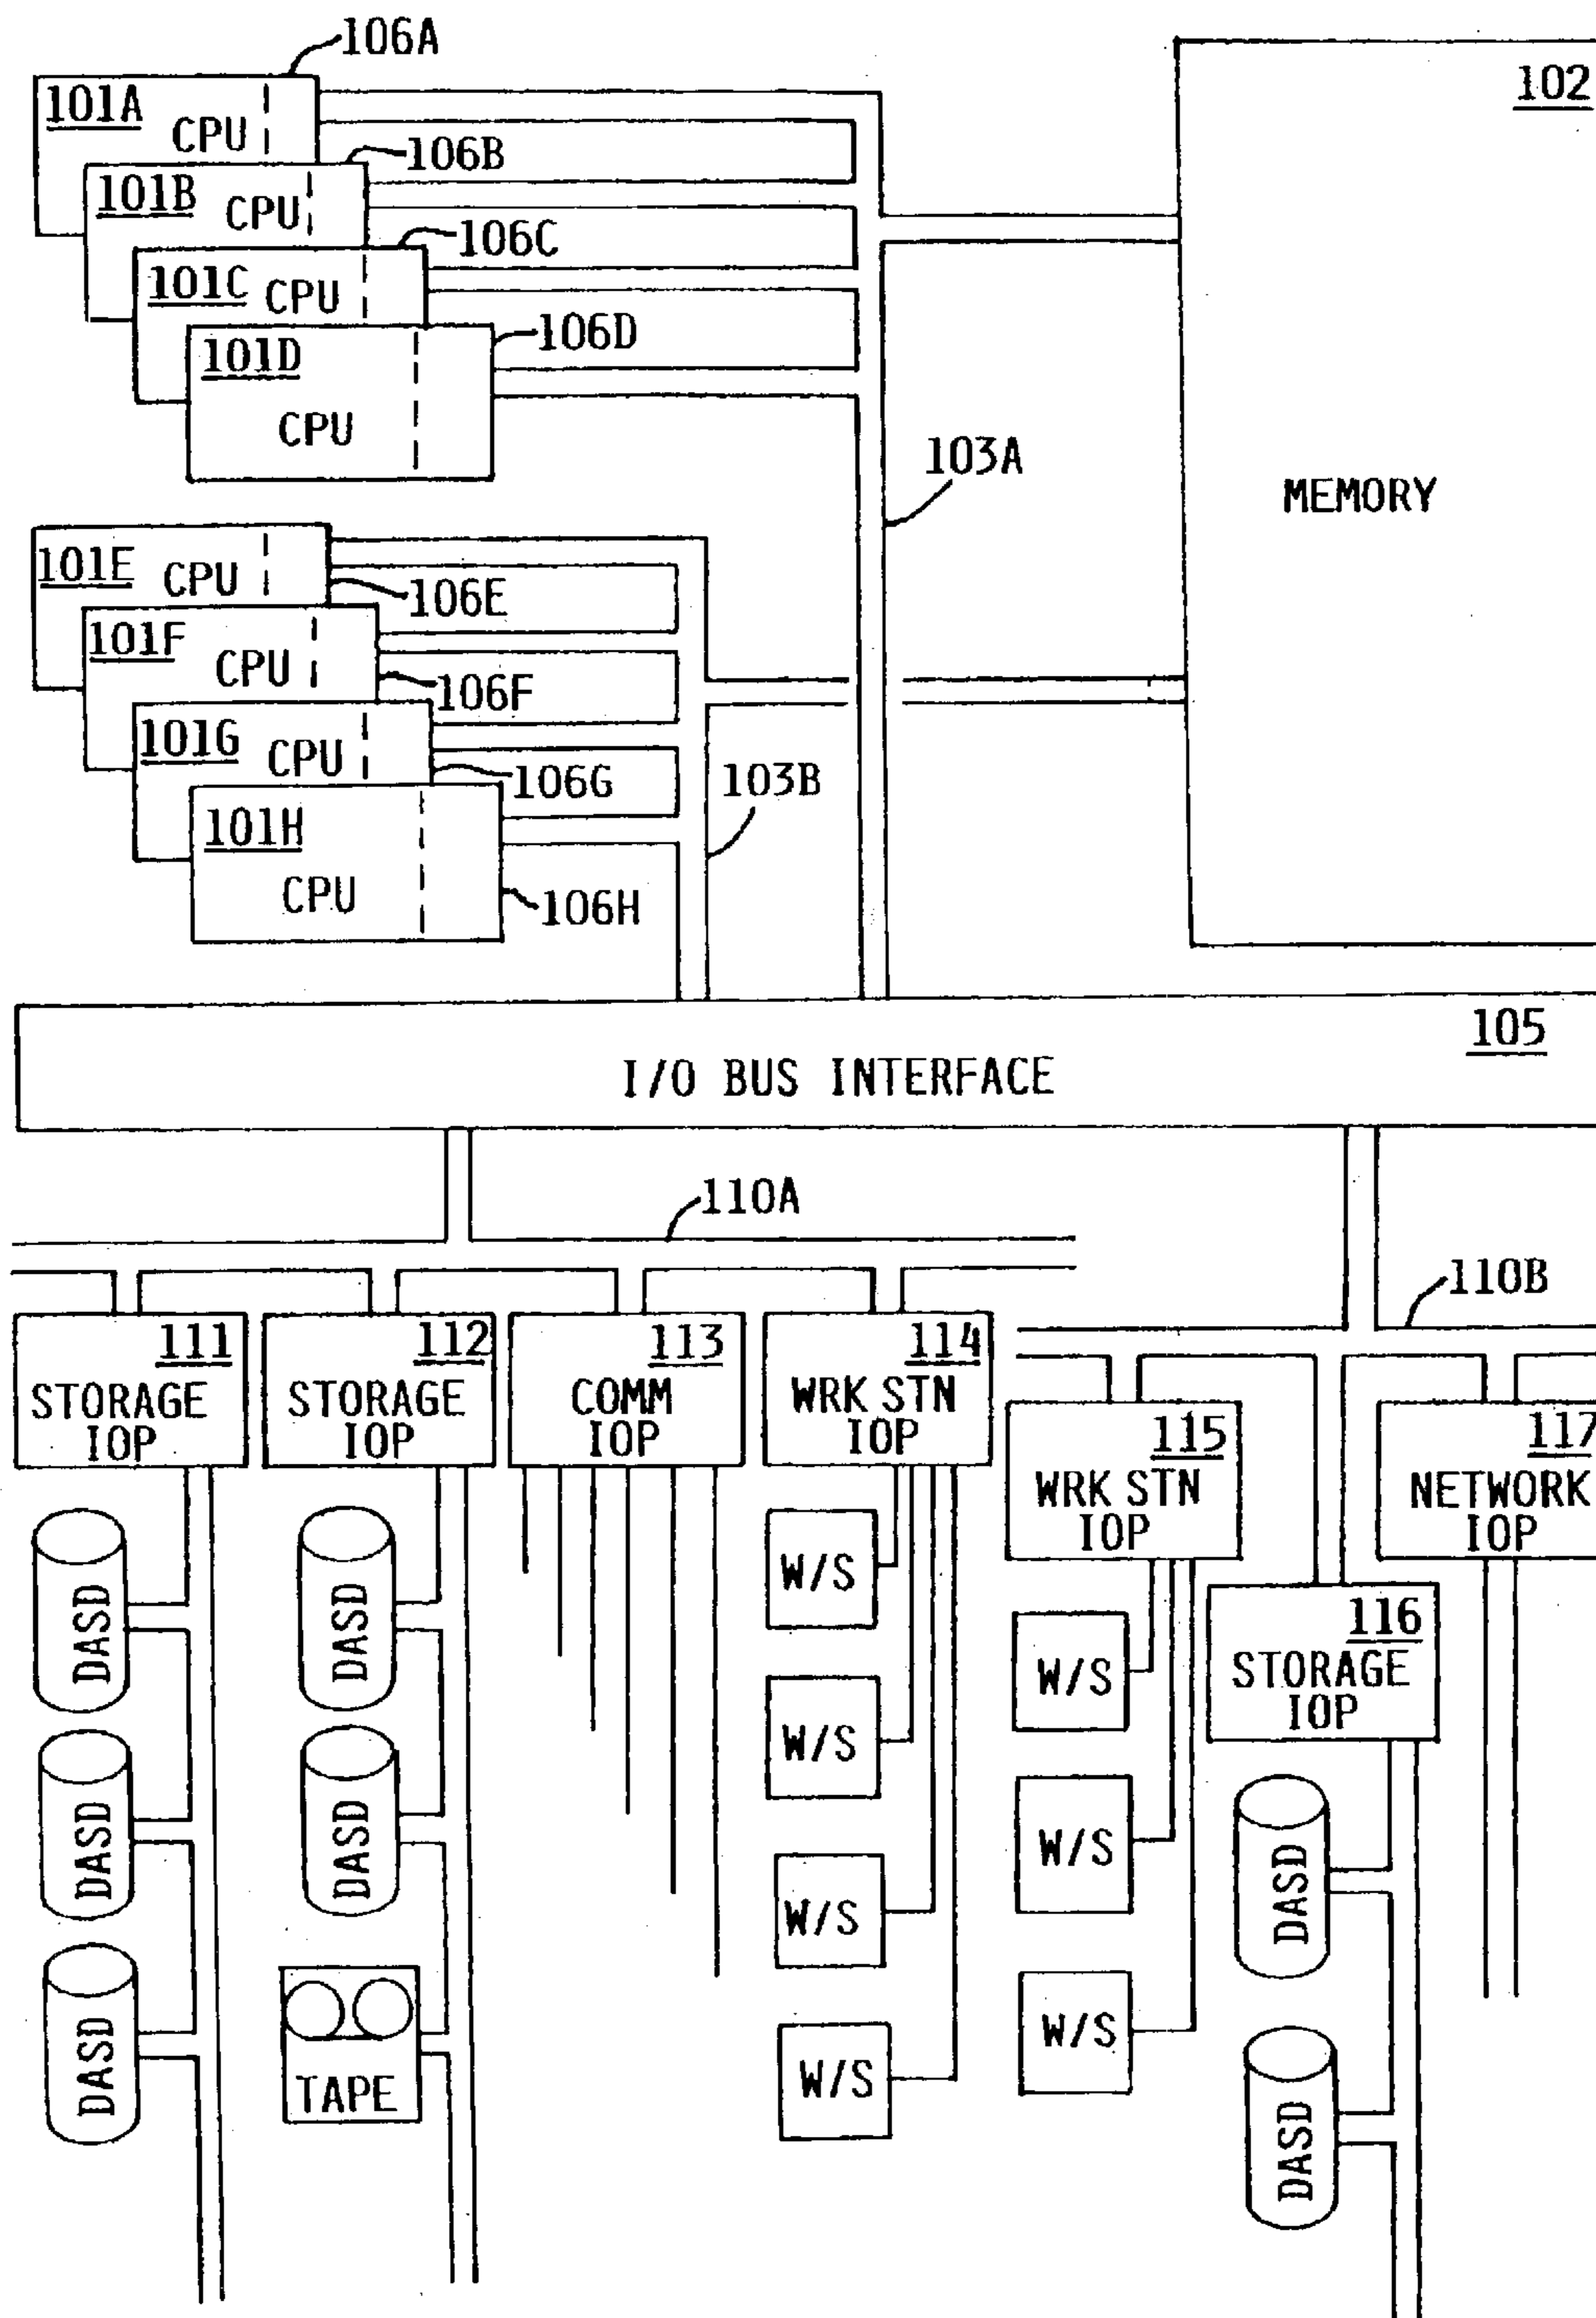 106A
102
101A
CPU
106B
101B
CPU
106C
101C
CPU
106D
101D
CPU
103A
MEMORY
101E
CPU
106E
101F
CPU
106F
101G
CPU
106G
103B
101H
CPU
106H
105
I/O BUS INTERFACE
110A
110B
111
STORAGE
IOP
112
STORAGE
IOP
113
COMM
IOP
114
WRK STN
IOP
115
WRK STN
IOP
117
NETWORK
IOP
116
STORAGE
IOP
DASD
DASD
DASD
DASD
DASD
TAPE
W/S
W/S
W/S
W/S
W/S
W/S
W/S
DASD
DASD